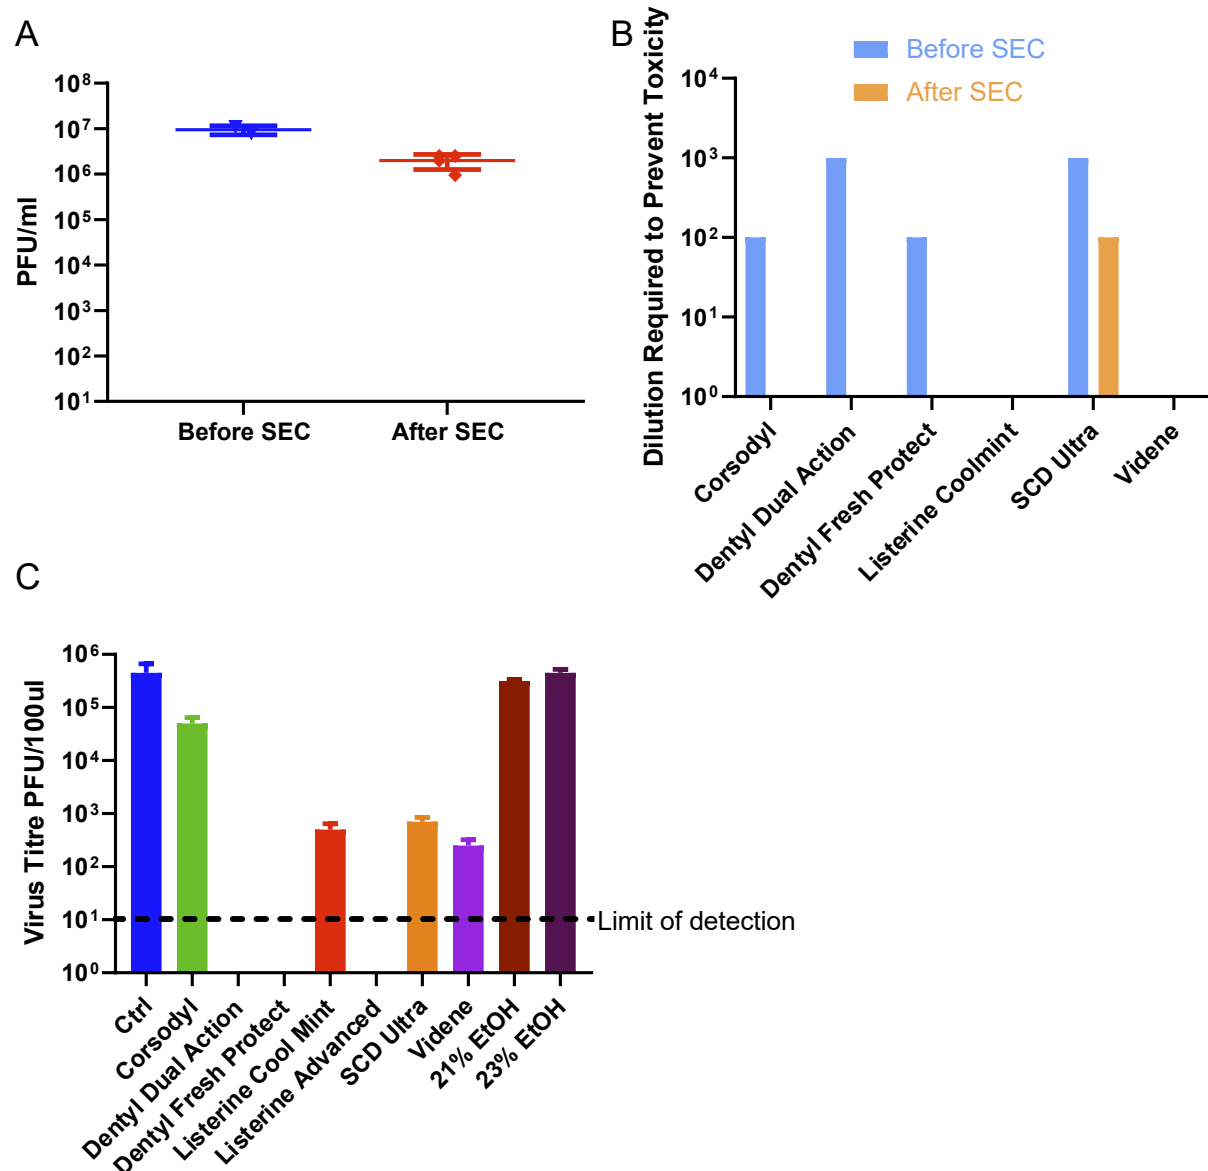 A
PFU/ml
10⁸
10⁷
10⁶
10⁵
10⁴
10³
10²
10¹
Before SEC
After SEC
B
Dilution Required to Prevent Toxicity
Before SEC
After SEC
10⁴
10³
10²
10¹
10⁰
Corsodyl
Dentyl Dual Action
Dentyl Fresh Protect
Listerine Coolmint
SCD Ultra
Videne
C
Virus Titre PFU/100ul
10⁶
10⁵
10⁴
10³
10²
10¹
10⁰
Limit of detection
Ctrl
Corsodyl
Dentyl Dual Action
Dentyl Fresh Protect
Listerine Cool Mint
Listerine Advanced
SCD Ultra
Videne
21% EtOH
23% EtOH